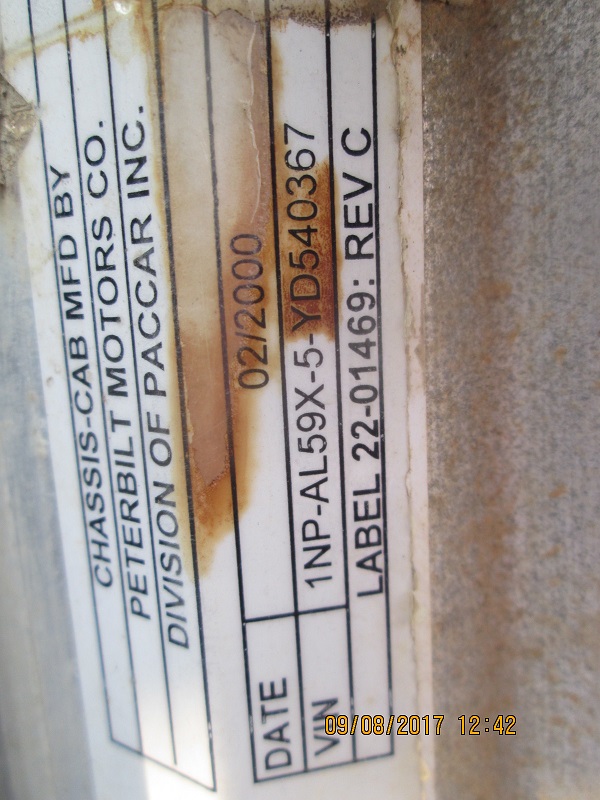 CHASSIS-CAB MFD BY
PETERBILT MOTORS CO.
DIVISION OF PACCAR INC.
DATE 02/2000
VIN 1NP-AL59X-5-YD540367
LABEL 22-01469: REV C
09/08/2017 12:42